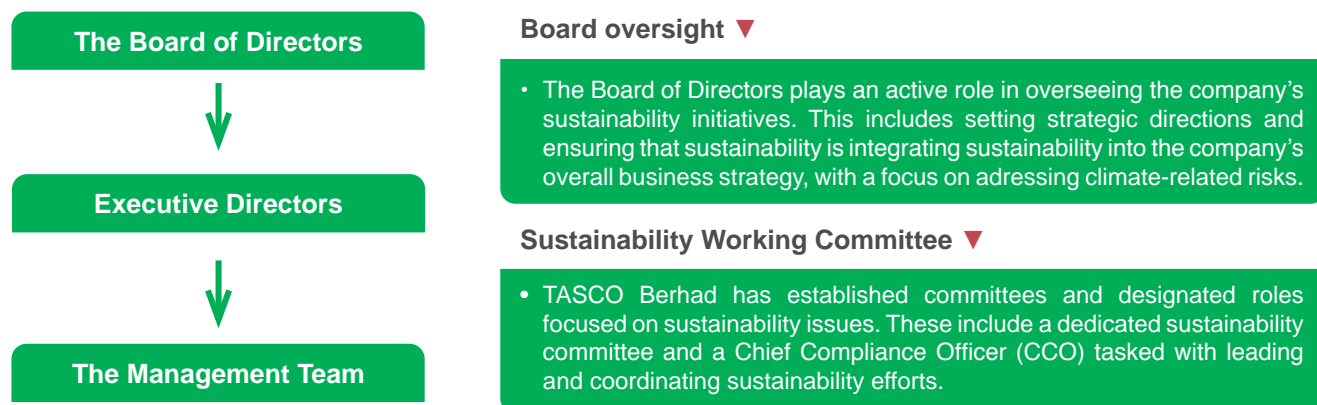 The Board of Directors
Executive Directors
The Management Team
Board oversight ▼
• The Board of Directors plays an active role in overseeing the company’s
sustainability initiatives. This includes setting strategic directions and
ensuring that sustainability is integrating sustainability into the company’s
overall business strategy, with a focus on adressing climate-related risks.
Sustainability Working Committee ▼
• TASCO Berhad has established committees and designated roles
focused on sustainability issues. These include a dedicated sustainability
committee and a Chief Compliance Officer (CCO) tasked with leading
and coordinating sustainability efforts.